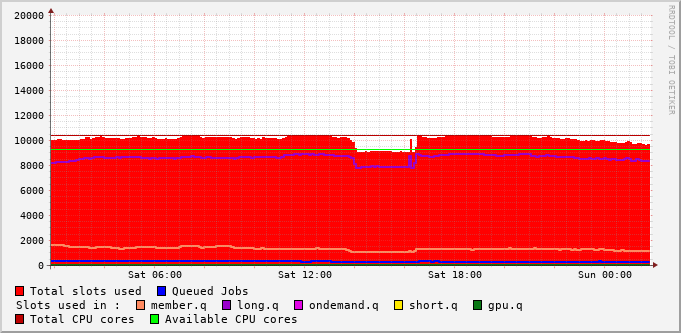 RRDTOOL / TOBI OETIKER
20000
18000
16000
14000
12000
10000
8000
6000
4000
2000
0
Sat 06:00 Sat 12:00 Sat 18:00 Sun 00:00
Total slots used Queued Jobs
Slots used in : member.q long.q ondemand.q short.q gpu.q
Total CPU cores Available CPU cores